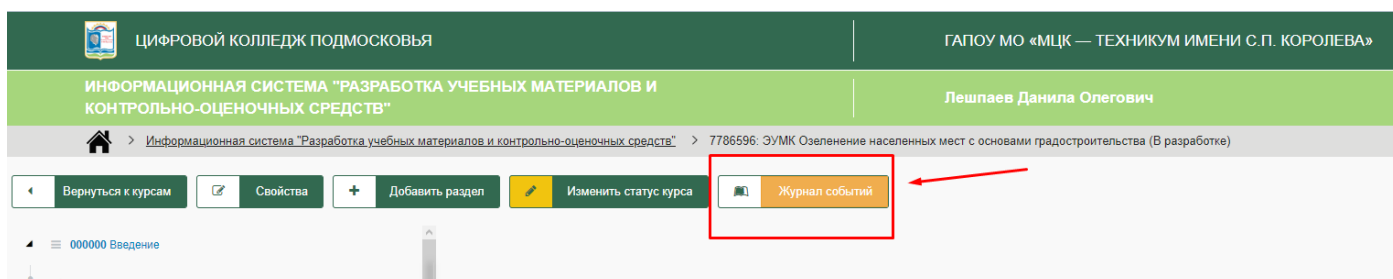 ЦИФРОВОЙ КОЛЛЕДЖ ПОДМОСКОВЬЯ
ГАПОУ МО «МЦК — ТЕХНИКУМ ИМЕНИ С.П. КОРОЛЕВА»
ИНФОРМАЦИОННАЯ СИСТЕМА "РАЗРАБОТКА УЧЕБНЫХ МАТЕРИАЛОВ И
КОНТРОЛЬНО-ОЦЕНОЧНЫХ СРЕДСТВ"
Лешпаев Данила Олегович
> Информационная система "Разработка учебных материалов и контрольно-оценочных средств" > 7786596: ЭУМК Озеленение населенных мест с основами градостроительства (В разработке)
Вернуться к курсам
Свойства
Добавить раздел
Изменить статус курса
Журнал событий
000000 Введение